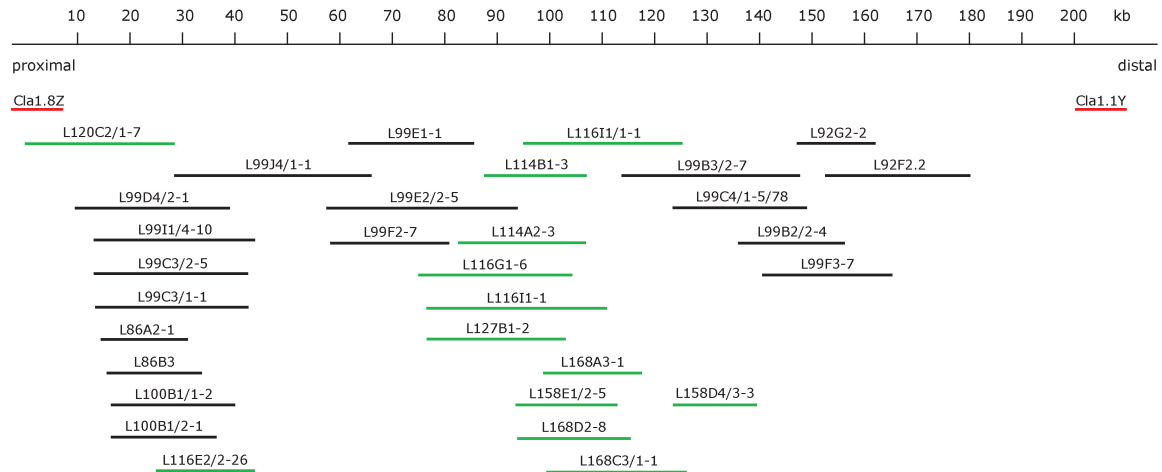 10 20 30 40 50 60 70 80 90 100 110 120 130 140 150 160 170 180 190 200 kb
proximal distal
Cla1.8Z Cla1.1Y
L120C2/1-7 L99E1-1 L116I1/1-1 L92G2-2
L99J4/1-1 L114B1-3 L99B3/2-7 L92F2.2
L99D4/2-1 L99E2/2-5 L99C4/1-5/78
L99I1/4-10 L99F2-7 L114A2-3 L99B2/2-4
L99C3/2-5 L116G1-6 L99F3-7
L99C3/1-1 L116I1-1
L86A2-1 L127B1-2
L86B3 L168A3-1
L100B1/1-2 L158E1/2-5 L158D4/3-3
L100B1/2-1 L168D2-8
L116E2/2-26 L168C3/1-1